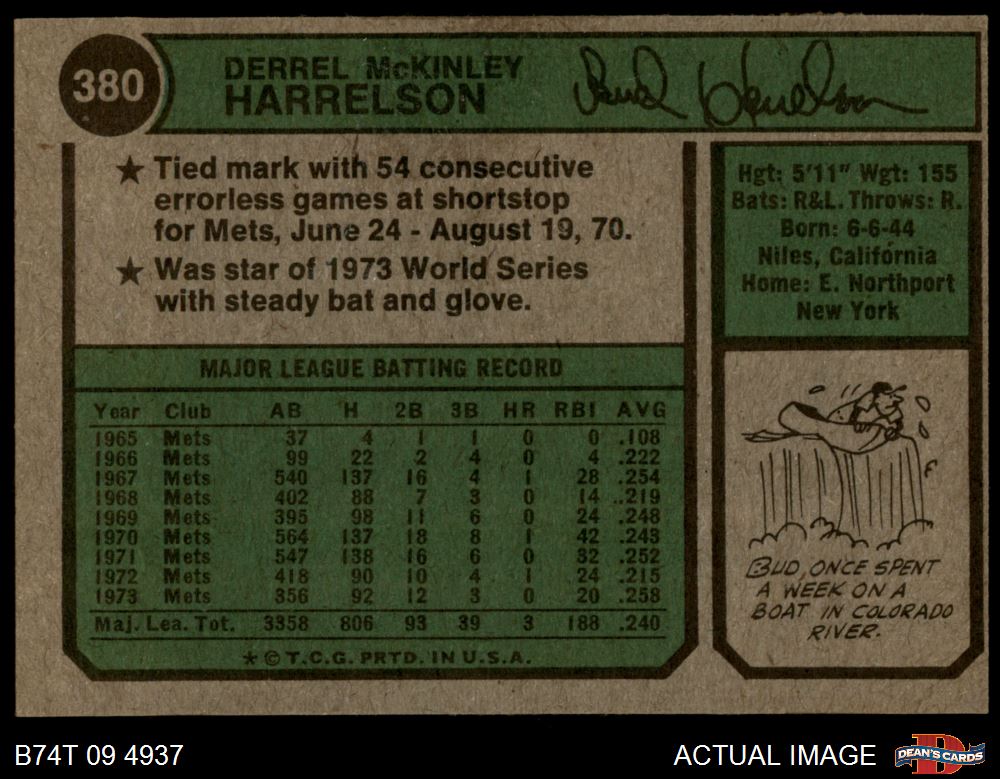 380
DERREL McKINLEY
HARRELSON
Bud Harrelson
★ Tied mark with 54 consecutive
errorless games at shortstop
for Mets, June 24 - August 19, 70.
★ Was star of 1973 World Series
with steady bat and glove.
Hgt: 5'11" Wgt: 155
Bats: R&L. Throws: R.
Born: 6-6-44
Niles, California
Home: E. Northport
New York
MAJOR LEAGUE BATTING RECORD
Year Club AB H 2B 3B HR RBI AVG
1965 Mets 37 4 1 1 0 0 .108
1966 Mets 99 22 2 4 0 4 .222
1967 Mets 540 137 16 4 1 28 .254
1968 Mets 402 88 7 3 0 14 .219
1969 Mets 395 98 11 6 0 24 .248
1970 Mets 564 137 18 8 1 42 .243
1971 Mets 547 138 16 6 0 32 .252
1972 Mets 418 90 10 4 1 24 .215
1973 Mets 356 92 12 3 0 20 .258
Maj. Lea. Tot. 3358 806 93 39 3 188 .240
★ © T.C.G. PRTD. IN U.S.A.
BUD, ONCE SPENT
A WEEK ON A
BOAT IN COLORADO
RIVER.
B74T 09 4937
ACTUAL IMAGE
DEAN'S CARDS